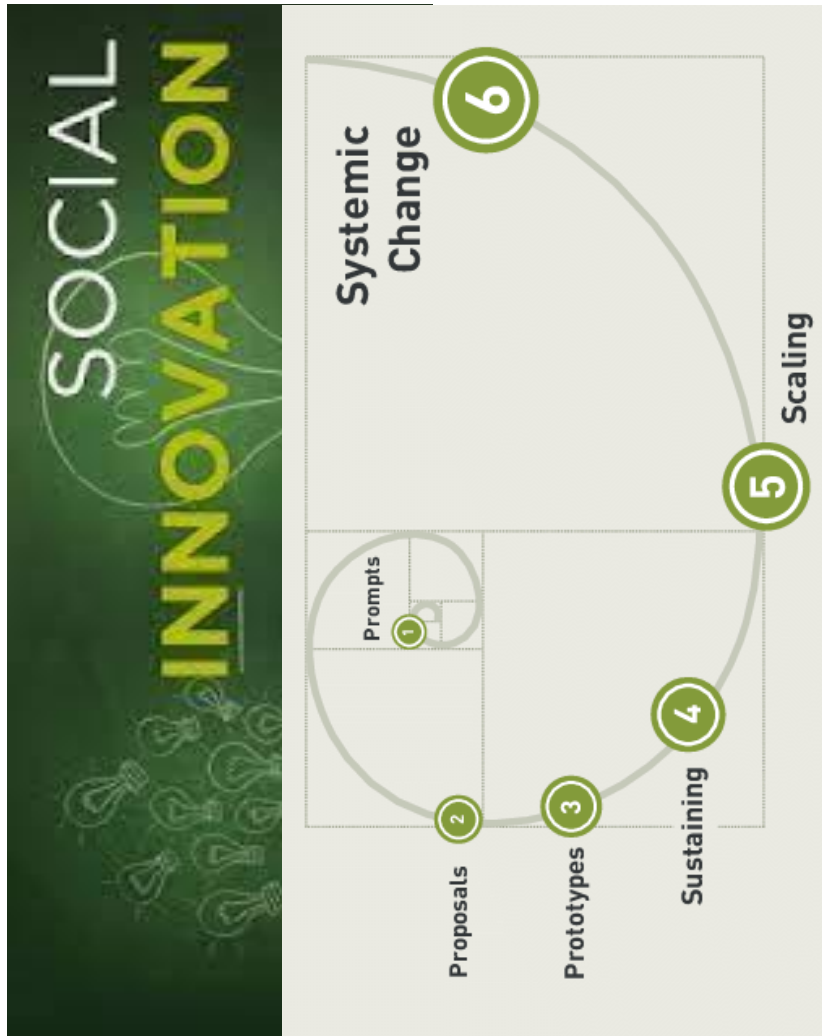 SOCIAL
INNOVATION
1
Prompts
2
Proposals
3
Prototypes
4
Sustaining
5
Scaling
6
Systemic
Change